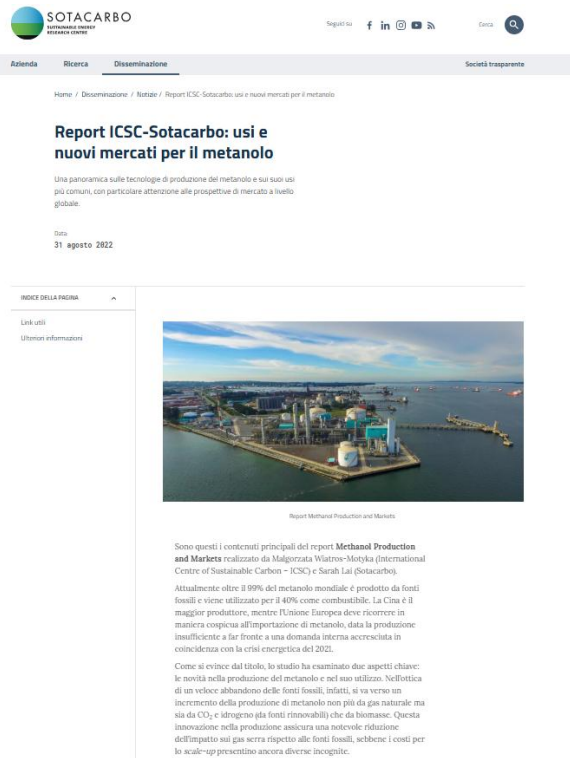 SOTACARBO
SUSTAINABLE ENERGY
RESEARCH CENTRE
Seguici su
Cerca
Azienda Ricerca Disseminazione Società trasparente
Home / Disseminazione / Notizie / Report ICSC-Sotacarbo: usi e nuovi mercati per il metanolo
Report ICSC-Sotacarbo: usi e
nuovi mercati per il metanolo
Una panoramica sulle tecnologie di produzione del metanolo e sui suoi usi
più comuni, con particolare attenzione alle prospettive di mercato a livello
globale.
Data
31 agosto 2022
INDICE DELLA PAGINA
Link utili
Ulteriori informazioni
Report Methanol Production and Markets
Sono questi i contenuti principali del report Methanol Production
and Markets realizzato da Malgorzata Wiatros-Motyka (International
Centre of Sustainable Carbon – ICSC) e Sarah Lai (Sotacarbo).
Attualmente oltre il 99% del metanolo mondiale è prodotto da fonti
fossili e viene utilizzato per il 40% come combustibile. La Cina è il
maggior produttore, mentre l'Unione Europea deve ricorrere in
maniera cospicua all'importazione di metanolo, data la produzione
insufficiente a far fronte a una domanda interna accresciuta in
coincidenza con la crisi energetica del 2021.
Come si evince dal titolo, lo studio ha esaminato due aspetti chiave:
le novità nella produzione del metanolo e nel suo utilizzo. Nell'ottica
di un veloce abbandono delle fonti fossili, infatti, si va verso un
incremento della produzione di metanolo non più da gas naturale ma
sia da CO₂ e idrogeno (da fonti rinnovabili) che da biomasse. Questa
innovazione nella produzione assicura una notevole riduzione
dell'impatto sui gas serra rispetto alle fonti fossili, sebbene i costi per
lo scale-up presentino ancora diverse incognite.